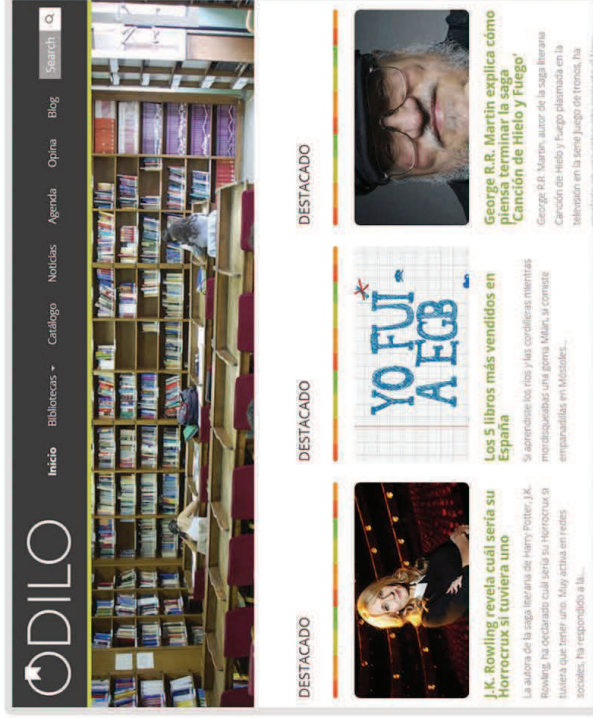 ODILO
Inicio Bibliotecas Catálogo Noticias Agenda Opina Blog Search
DESTACADO
J.K. Rowling revela cuál sería su
Horrocrux si tuviera uno
La autora de la saga literaria de Harry Potter, J.K.
Rowling, ha declarado cuál sería su Horrocrux si
tuviera que tener uno. Muy activa en redes
sociales, ha respondido a la...
DESTACADO
YO FUI
A EGB
Los 5 libros más vendidos en
España
Si aprendiste los ríos y las cordilleras mientras
mordisqueabas una goma Milán, si comiste
empanadillas en Móstoles...
DESTACADO
George R.R. Martin explica cómo
piensa terminar la saga
'Canción de Hielo y Fuego'
George R.R. Martin, autor de la saga literaria
Canción de Hielo y Fuego plasmada en la
televisión en la serie Juego de tronos, ha